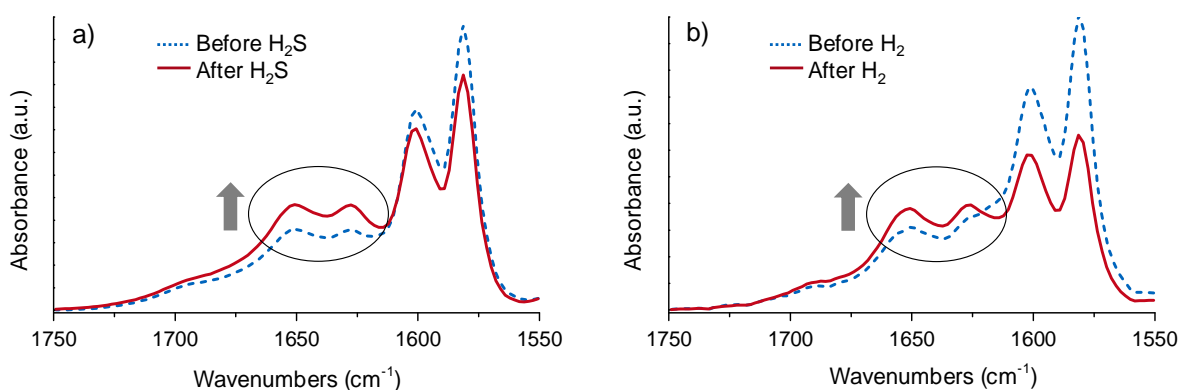 a)
Before H₂S
After H₂S
Absorbance (a.u.)
1750 1700 1650 1600 1550
Wavenumbers (cm⁻¹)
b)
Before H₂
After H₂
Absorbance (a.u.)
1750 1700 1650 1600 1550
Wavenumbers (cm⁻¹)